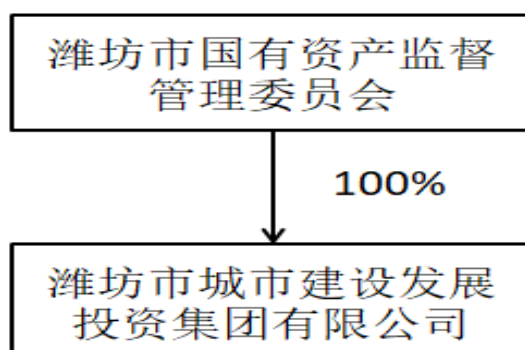 潍坊市国有资产监督
管理委员会
100%
潍坊市城市建设发展
投资集团有限公司